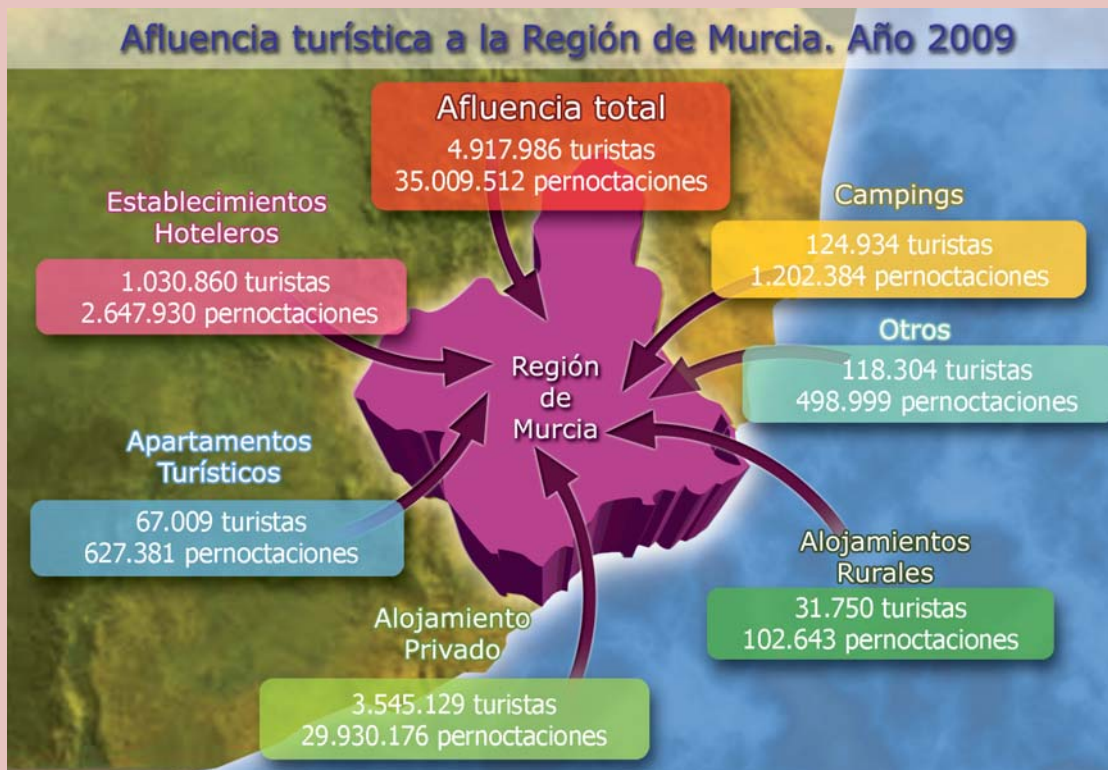 Afluencia turística a la Región de Murcia. Año 2009
Afluencia total
4.917.986 turistas
35.009.512 pernoctaciones
Establecimientos
Hoteleros
1.030.860 turistas
2.647.930 pernoctaciones
Campings
124.934 turistas
1.202.384 pernoctaciones
Otros
118.304 turistas
498.999 pernoctaciones
Región
de
Murcia
Apartamentos
Turísticos
67.009 turistas
627.381 pernoctaciones
Alojamientos
Rurales
31.750 turistas
102.643 pernoctaciones
Alojamiento
Privado
3.545.129 turistas
29.930.176 pernoctaciones